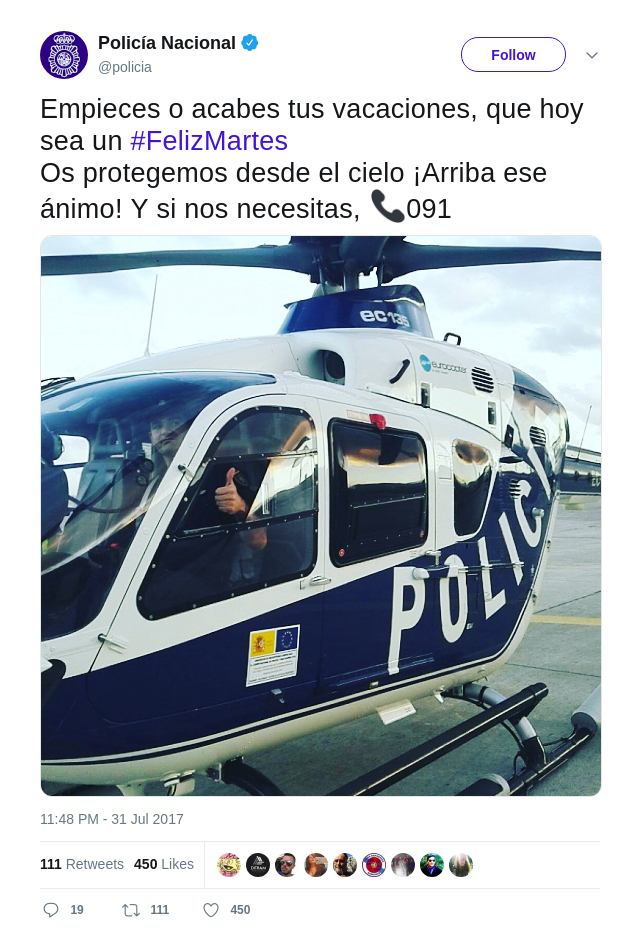 Policía Nacional
@policia
Follow
Empieces o acabes tus vacaciones, que hoy
sea un #FelizMartes
Os protegemos desde el cielo ¡Arriba ese
ánimo! Y si nos necesitas, 📞091
ec135
eurocopter
POLICÍA
11:48 PM - 31 Jul 2017
111 Retweets 450 Likes
19 111 450